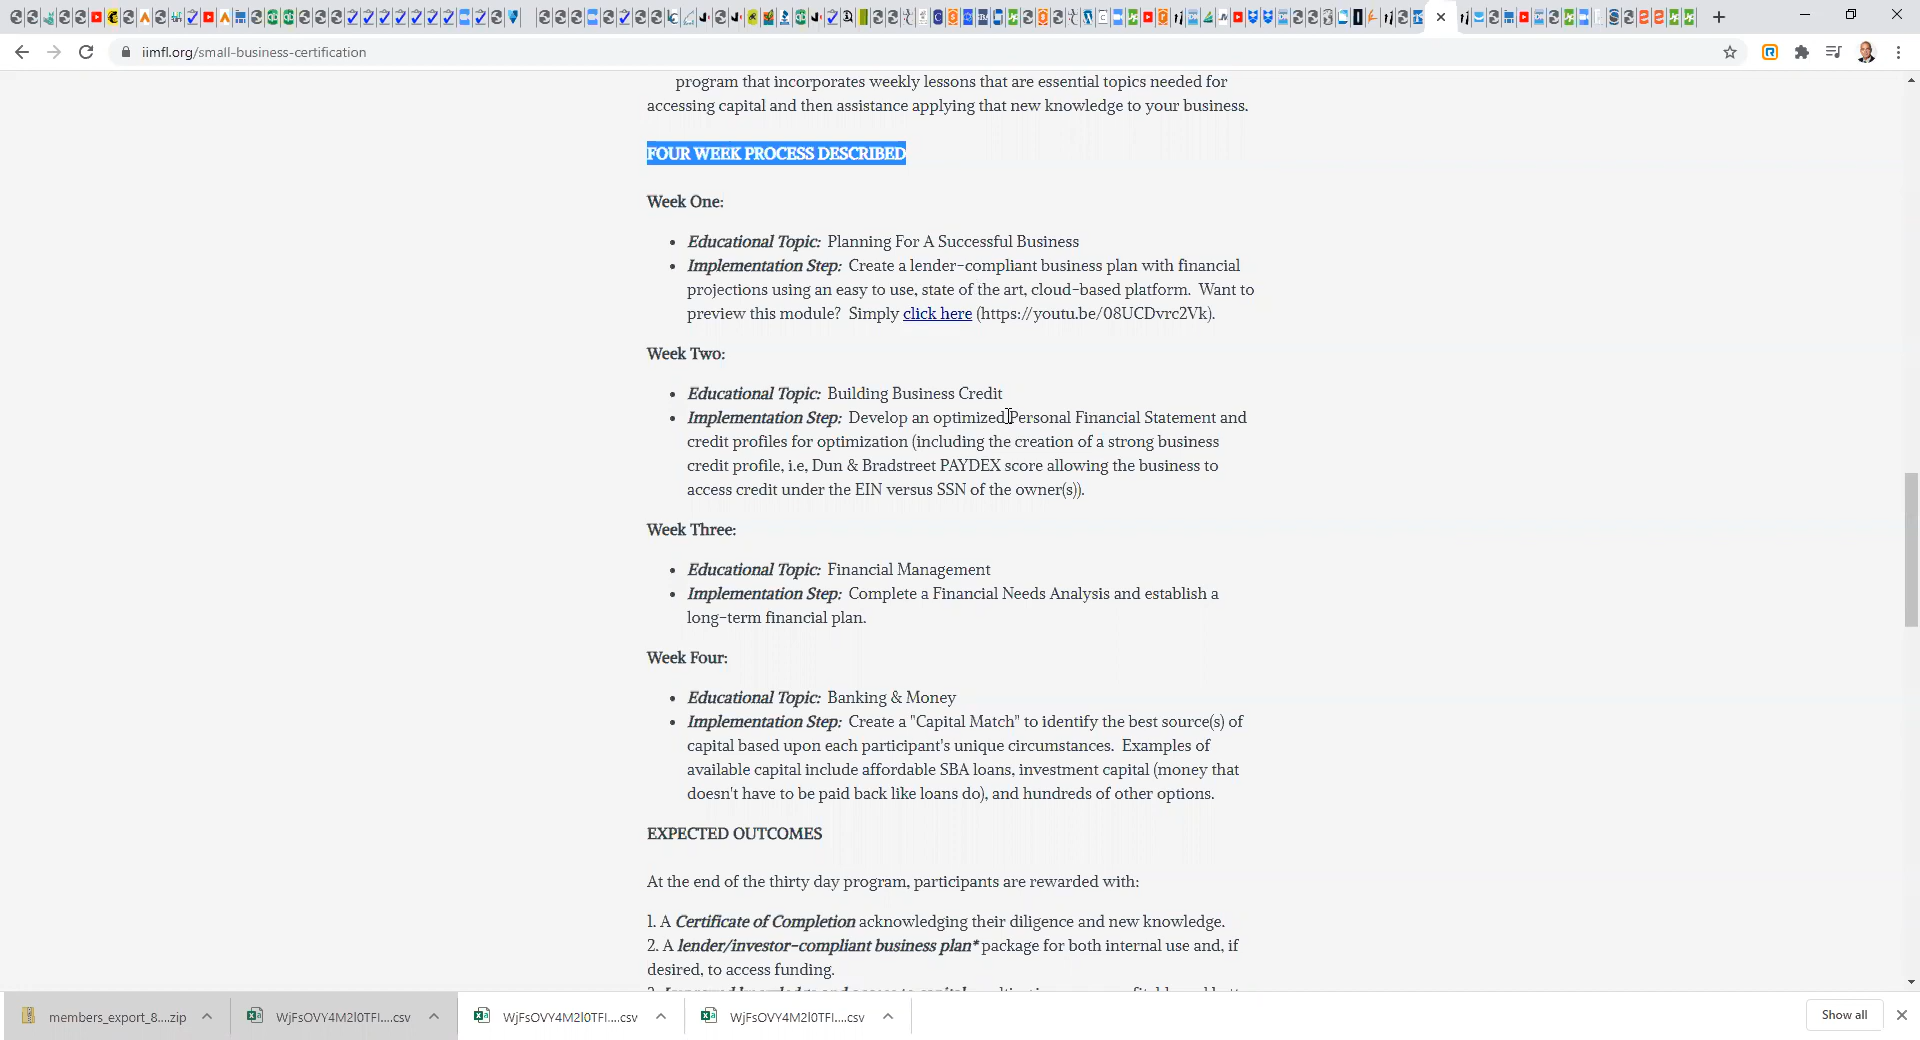 iimfl.org/small-business-certification
program that incorporates weekly lessons that are essential topics needed for
accessing capital and then assistance applying that new knowledge to your business.
FOUR WEEK PROCESS DESCRIBED
Week One:
• Educational Topic: Planning For A Successful Business
• Implementation Step: Create a lender-compliant business plan with financial
projections using an easy to use, state of the art, cloud-based platform. Want to
preview this module? Simply click here (https://youtu.be/08UCDvrc2Vk).
Week Two:
• Educational Topic: Building Business Credit
• Implementation Step: Develop an optimized Personal Financial Statement and
credit profiles for optimization (including the creation of a strong business
credit profile, i.e, Dun & Bradstreet PAYDEX score allowing the business to
access credit under the EIN versus SSN of the owner(s)).
Week Three:
• Educational Topic: Financial Management
• Implementation Step: Complete a Financial Needs Analysis and establish a
long-term financial plan.
Week Four:
• Educational Topic: Banking & Money
• Implementation Step: Create a "Capital Match" to identify the best source(s) of
capital based upon each participant's unique circumstances. Examples of
available capital include affordable SBA loans, investment capital (money that
doesn't have to be paid back like loans do), and hundreds of other options.
EXPECTED OUTCOMES
At the end of the thirty day program, participants are rewarded with:
1. A Certificate of Completion acknowledging their diligence and new knowledge.
2. A lender/investor-compliant business plan* package for both internal use and, if
desired, to access funding.
members_export_8....zip
WjFsOVY4M2l0TFI....csv
WjFsOVY4M2l0TFI....csv
WjFsOVY4M2l0TFI....csv
Show all